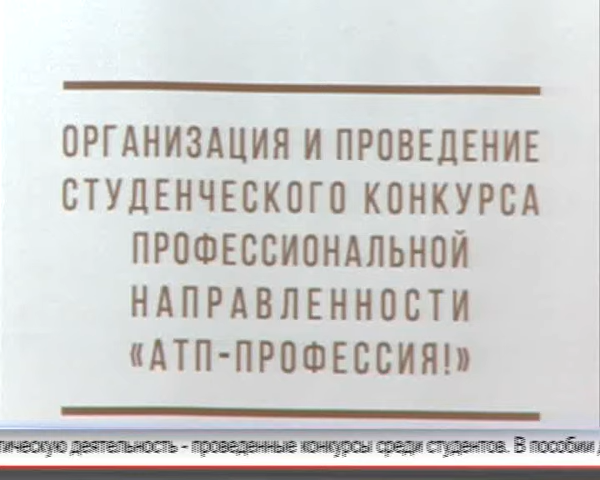 ОРГАНИЗАЦИЯ И ПРОВЕДЕНИЕ
СТУДЕНЧЕСКОГО КОНКУРСА
ПРОФЕССИОНАЛЬНОЙ
НАПРАВЛЕННОСТИ
«АТП-ПРОФЕССИЯ!»
деятельность - проведенные конкурсы среди студентов. В пособии